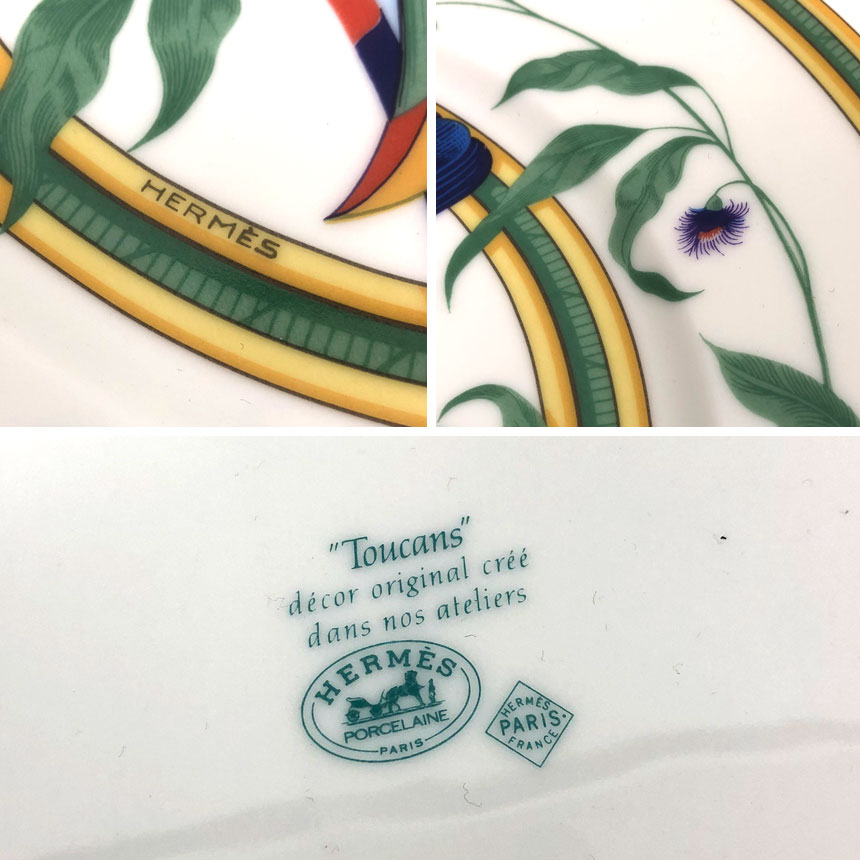 HERMÈS
"Toucans"
décor original créé
dans nos ateliers
HERMÈS
PORCELAINE
PARIS
HERMÈS
PARIS
FRANCE